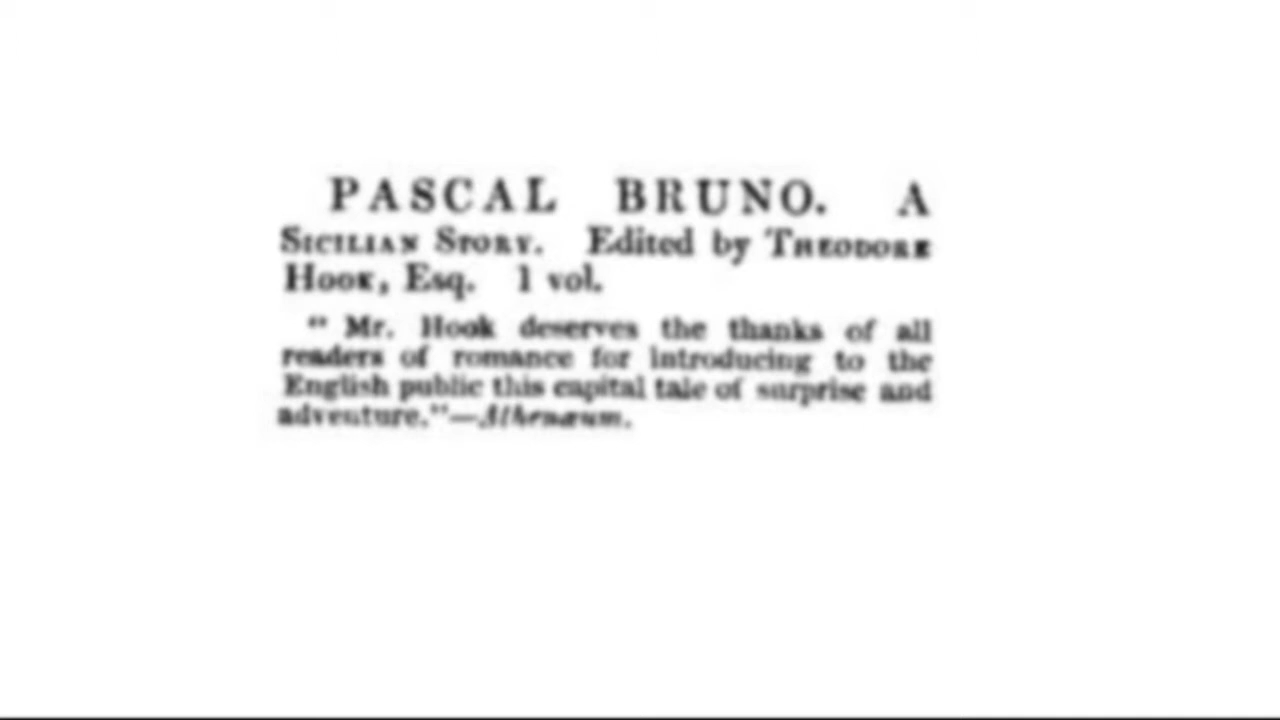 PASCAL BRUNO. A
SICILIAN STORY. Edited by THEODORE
HOOK, Esq. 1 vol.
" Mr. Hook deserves the thanks of all
readers of romance for introducing to the
English public this capital tale of surprise and
adventure."—Athenæum.